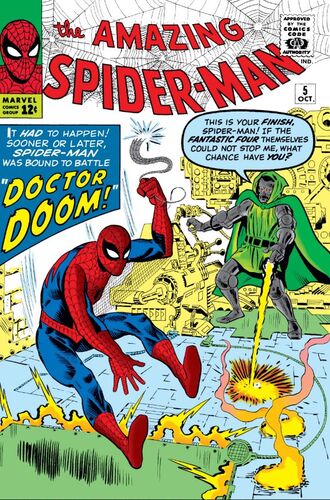 the AMAZING
SPIDER-MAN
APPROVED
BY THE
COMICS
CODE
AUTHORITY
MARVEL
COMICS
GROUP
12¢
IND.
5
OCT.
IT HAD TO HAPPEN!
SOONER OR LATER,
SPIDER-MAN
WAS BOUND TO BATTLE
"DOCTOR
DOOM!"
THIS IS YOUR FINISH,
SPIDER-MAN! IF THE
FANTASTIC FOUR THEMSELVES
COULD NOT STOP ME, WHAT
CHANCE HAVE YOU?